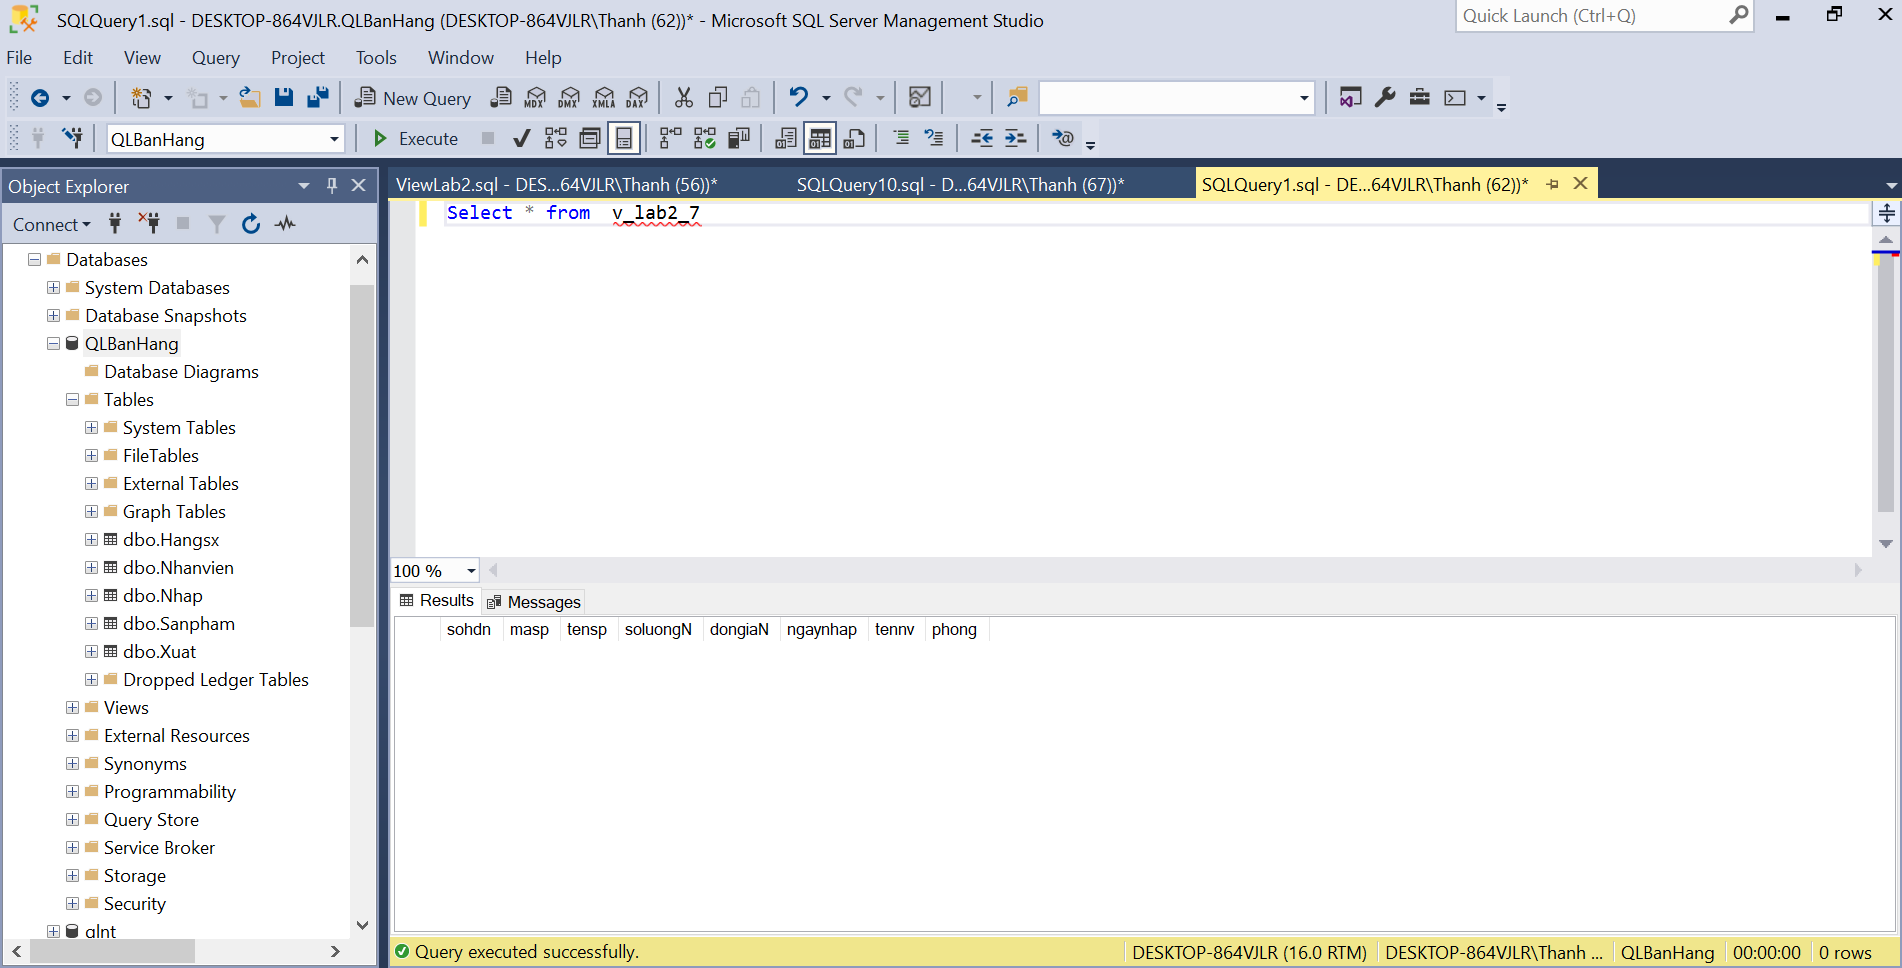 SQLQuery1.sql - DESKTOP-864VJLR.QLBanHang (DESKTOP-864VJLR\Thanh (62))* - Microsoft SQL Server Management Studio
Quick Launch (Ctrl+Q)
File Edit View Query Project Tools Window Help
New Query MDX DMX XMLA DAX
QLBanHang Execute
Object Explorer
ViewLab2.sql - DES...64VJLR\Thanh (56))* SQLQuery10.sql - D...64VJLR\Thanh (67))* SQLQuery1.sql - DE...64VJLR\Thanh (62))*
Connect
Select * from v_lab2_7
Databases
System Databases
Database Snapshots
QLBanHang
Database Diagrams
Tables
System Tables
FileTables
External Tables
Graph Tables
dbo.Hangsx
dbo.Nhanvien
dbo.Nhap
dbo.Sanpham
dbo.Xuat
Dropped Ledger Tables
Views
External Resources
Synonyms
Programmability
Query Store
Service Broker
Storage
Security
100 %
Results Messages
sohdn masp tensp soluongN dongiaN ngaynhap tennv phong
Query executed successfully. DESKTOP-864VJLR (16.0 RTM) DESKTOP-864VJLR\Thanh ... QLBanHang 00:00:00 0 rows